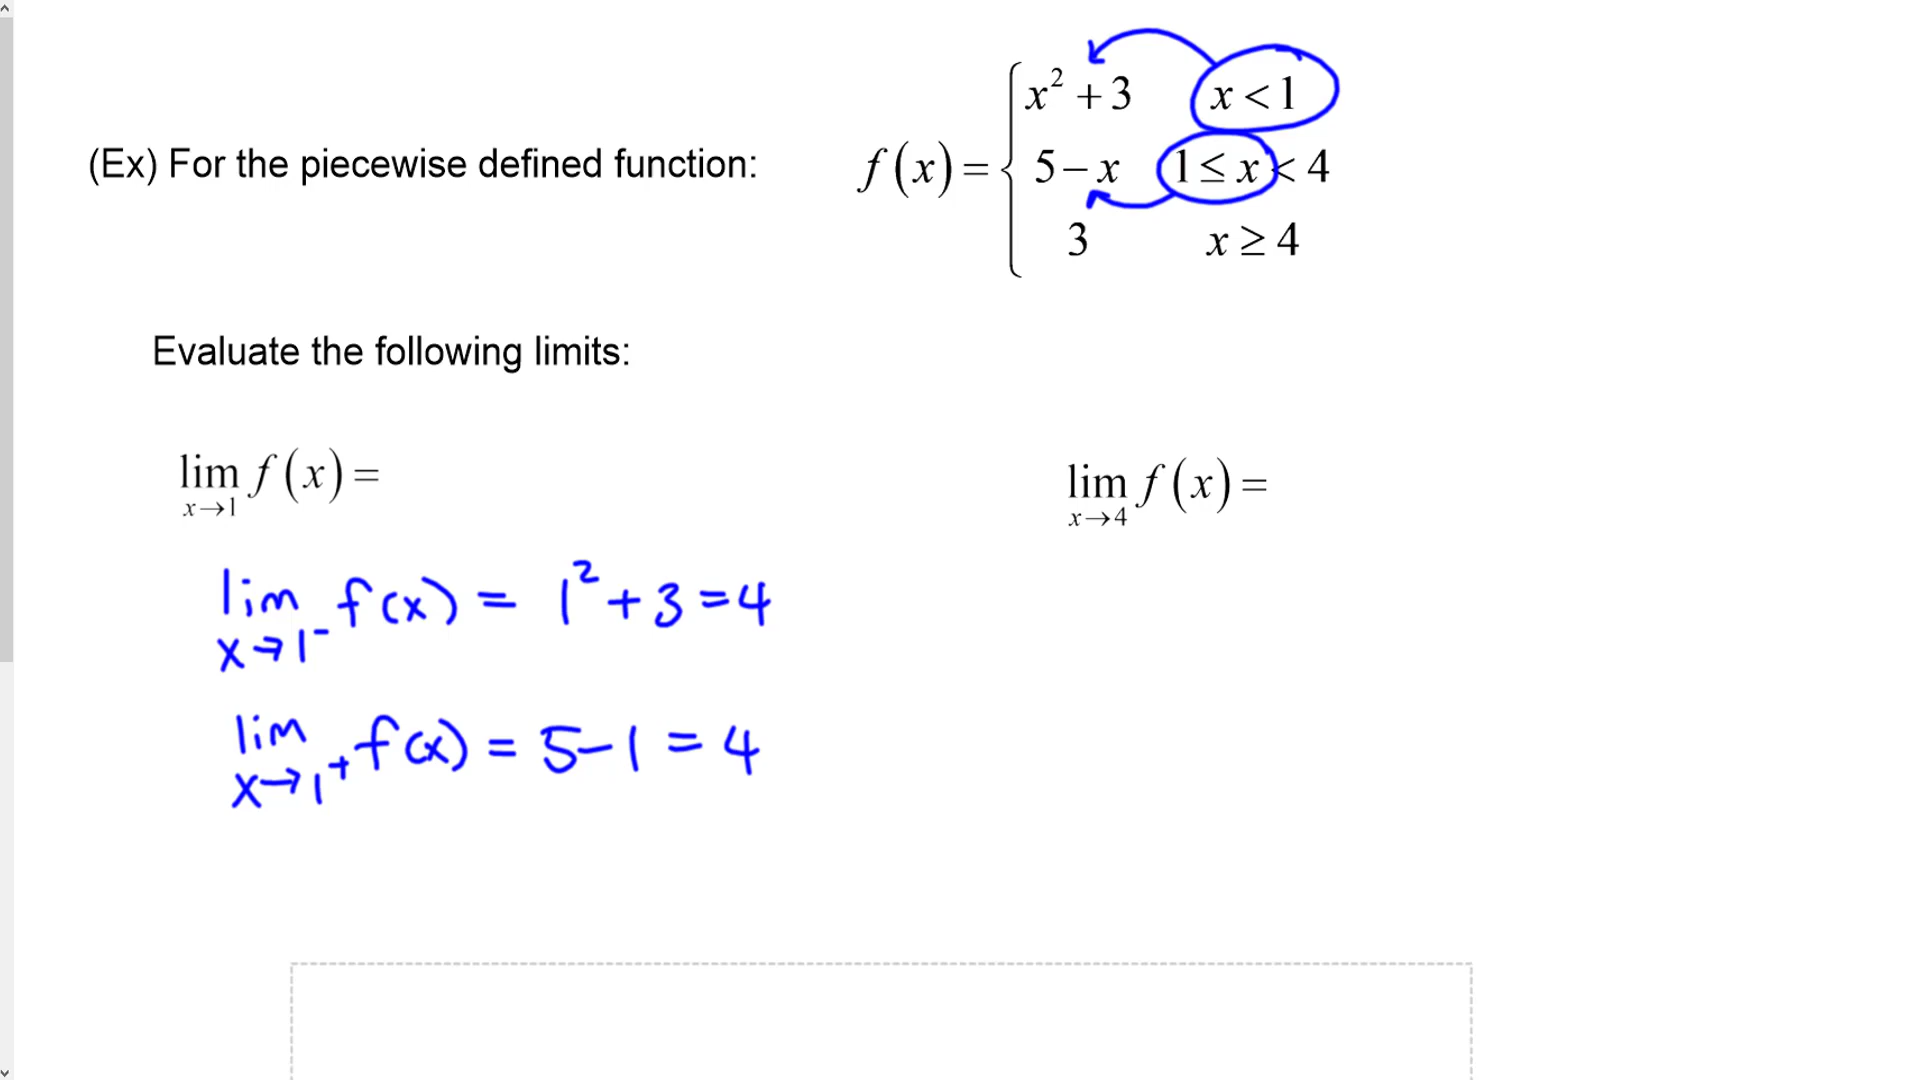 x² + 3 x < 1
(Ex) For the piecewise defined function: f(x) = { 5 − x 1 ≤ x < 4
3 x ≥ 4
Evaluate the following limits:
lim f(x) =
x→1
lim f(x) =
x→4
lim f(x) = 1² + 3 = 4
x→1⁻
lim f(x) = 5 − 1 = 4
x→1⁺